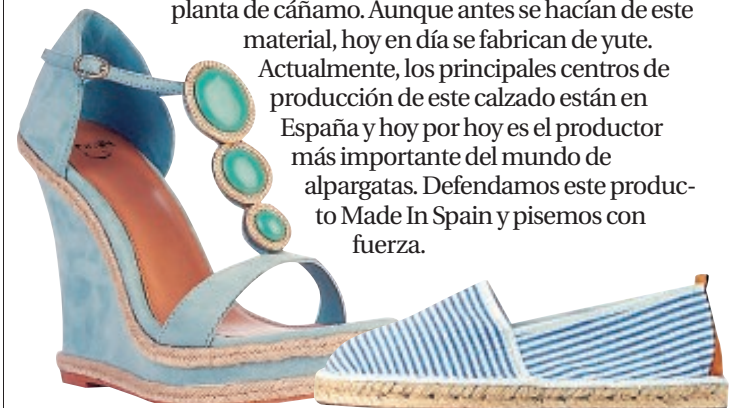 planta de cáñamo. Aunque antes se hacían de este
material, hoy en día se fabrican de yute.
Actualmente, los principales centros de
producción de este calzado están en
España y hoy por hoy es el productor
más importante del mundo de
alpargatas. Defendamos este produc-
to Made In Spain y pisemos con
fuerza.